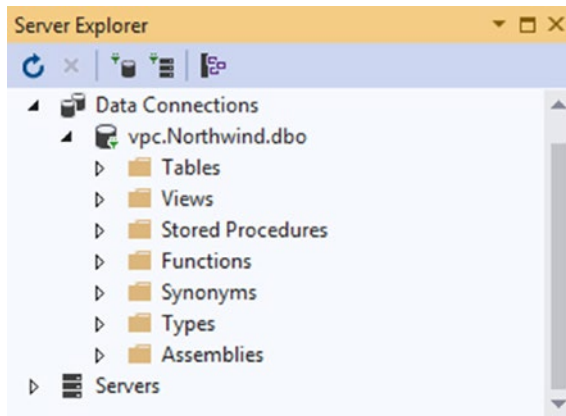 Server Explorer
Data Connections
vpc.Northwind.dbo
Tables
Views
Stored Procedures
Functions
Synonyms
Types
Assemblies
Servers